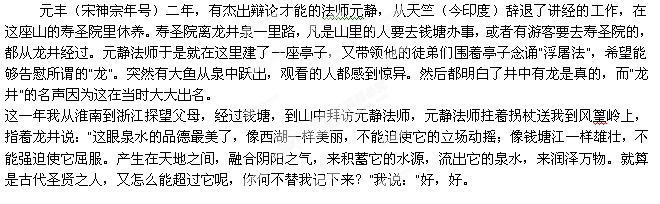 元丰（宋神宗年号）二年，有杰出辩论才能的法师元静，从天竺（今印度）辞退了讲经的工作，在
这座山的寿圣院里休养。寿圣院离龙井泉一里路，凡是山里的人要去钱塘办事，或者有游客要去寿圣院的，
都从龙井经过。元静法师于是就在这里建了一座亭子，又带领他的徒弟们围着亭子念诵"浮屠法"，希望能
够告慰所谓的"龙"。突然有大鱼从泉中跃出，观看的人都感到惊异。然后都明白了井中有龙是真的，而"龙
井"的名声因为这在当时大大出名。
这一年我从淮南到浙江探望父母，经过钱塘，到山中拜访元静法师，元静法师拄着拐杖送我到风篁岭上，
指着龙井说："这眼泉水的品德最美了，像西湖一样美丽，不能迫使它的立场动摇；像钱塘江一样雄壮，不
能强迫使它屈服。产生在天地之间，融合阴阳之气，来积蓄它的水源，流出它的泉水，来润泽万物。就算
是古代圣贤之人，又怎么能超过它呢，你何不替我记下来？"我说："好，好。